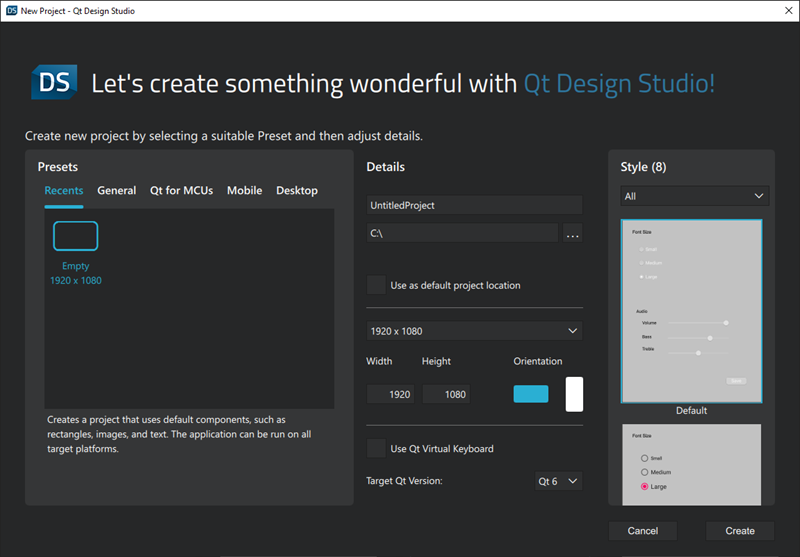 DS New Project - Qt Design Studio
DS Let's create something wonderful with Qt Design Studio!
Create new project by selecting a suitable Preset and then adjust details.
Presets
Recents General Qt for MCUs Mobile Desktop
Empty
1920 x 1080
Creates a project that uses default components, such as
rectangles, images, and text. The application can be run on all
target platforms.
Details
UntitledProject
C:\ ...
Use as default project location
1920 x 1080
Width Height Orientation
1920 1080
Use Qt Virtual Keyboard
Target Qt Version: Qt 6
Style (8)
All
Font Size
Small
Medium
Large
Audio
Volume
Bass
Treble
Default
Font Size
Small
Medium
Large
Cancel Create